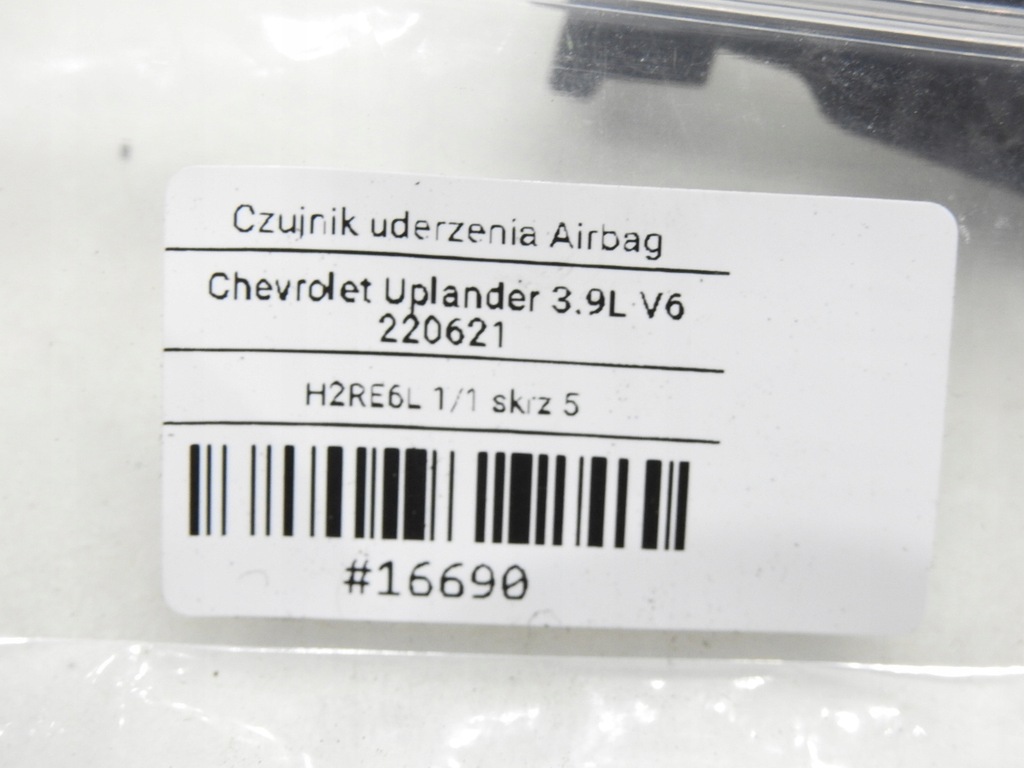 Czujnik uderzenia Airbag
Chevrolet Uplander 3.9L V6
220621
H2RE6L 1/1 skrz 5
#16690